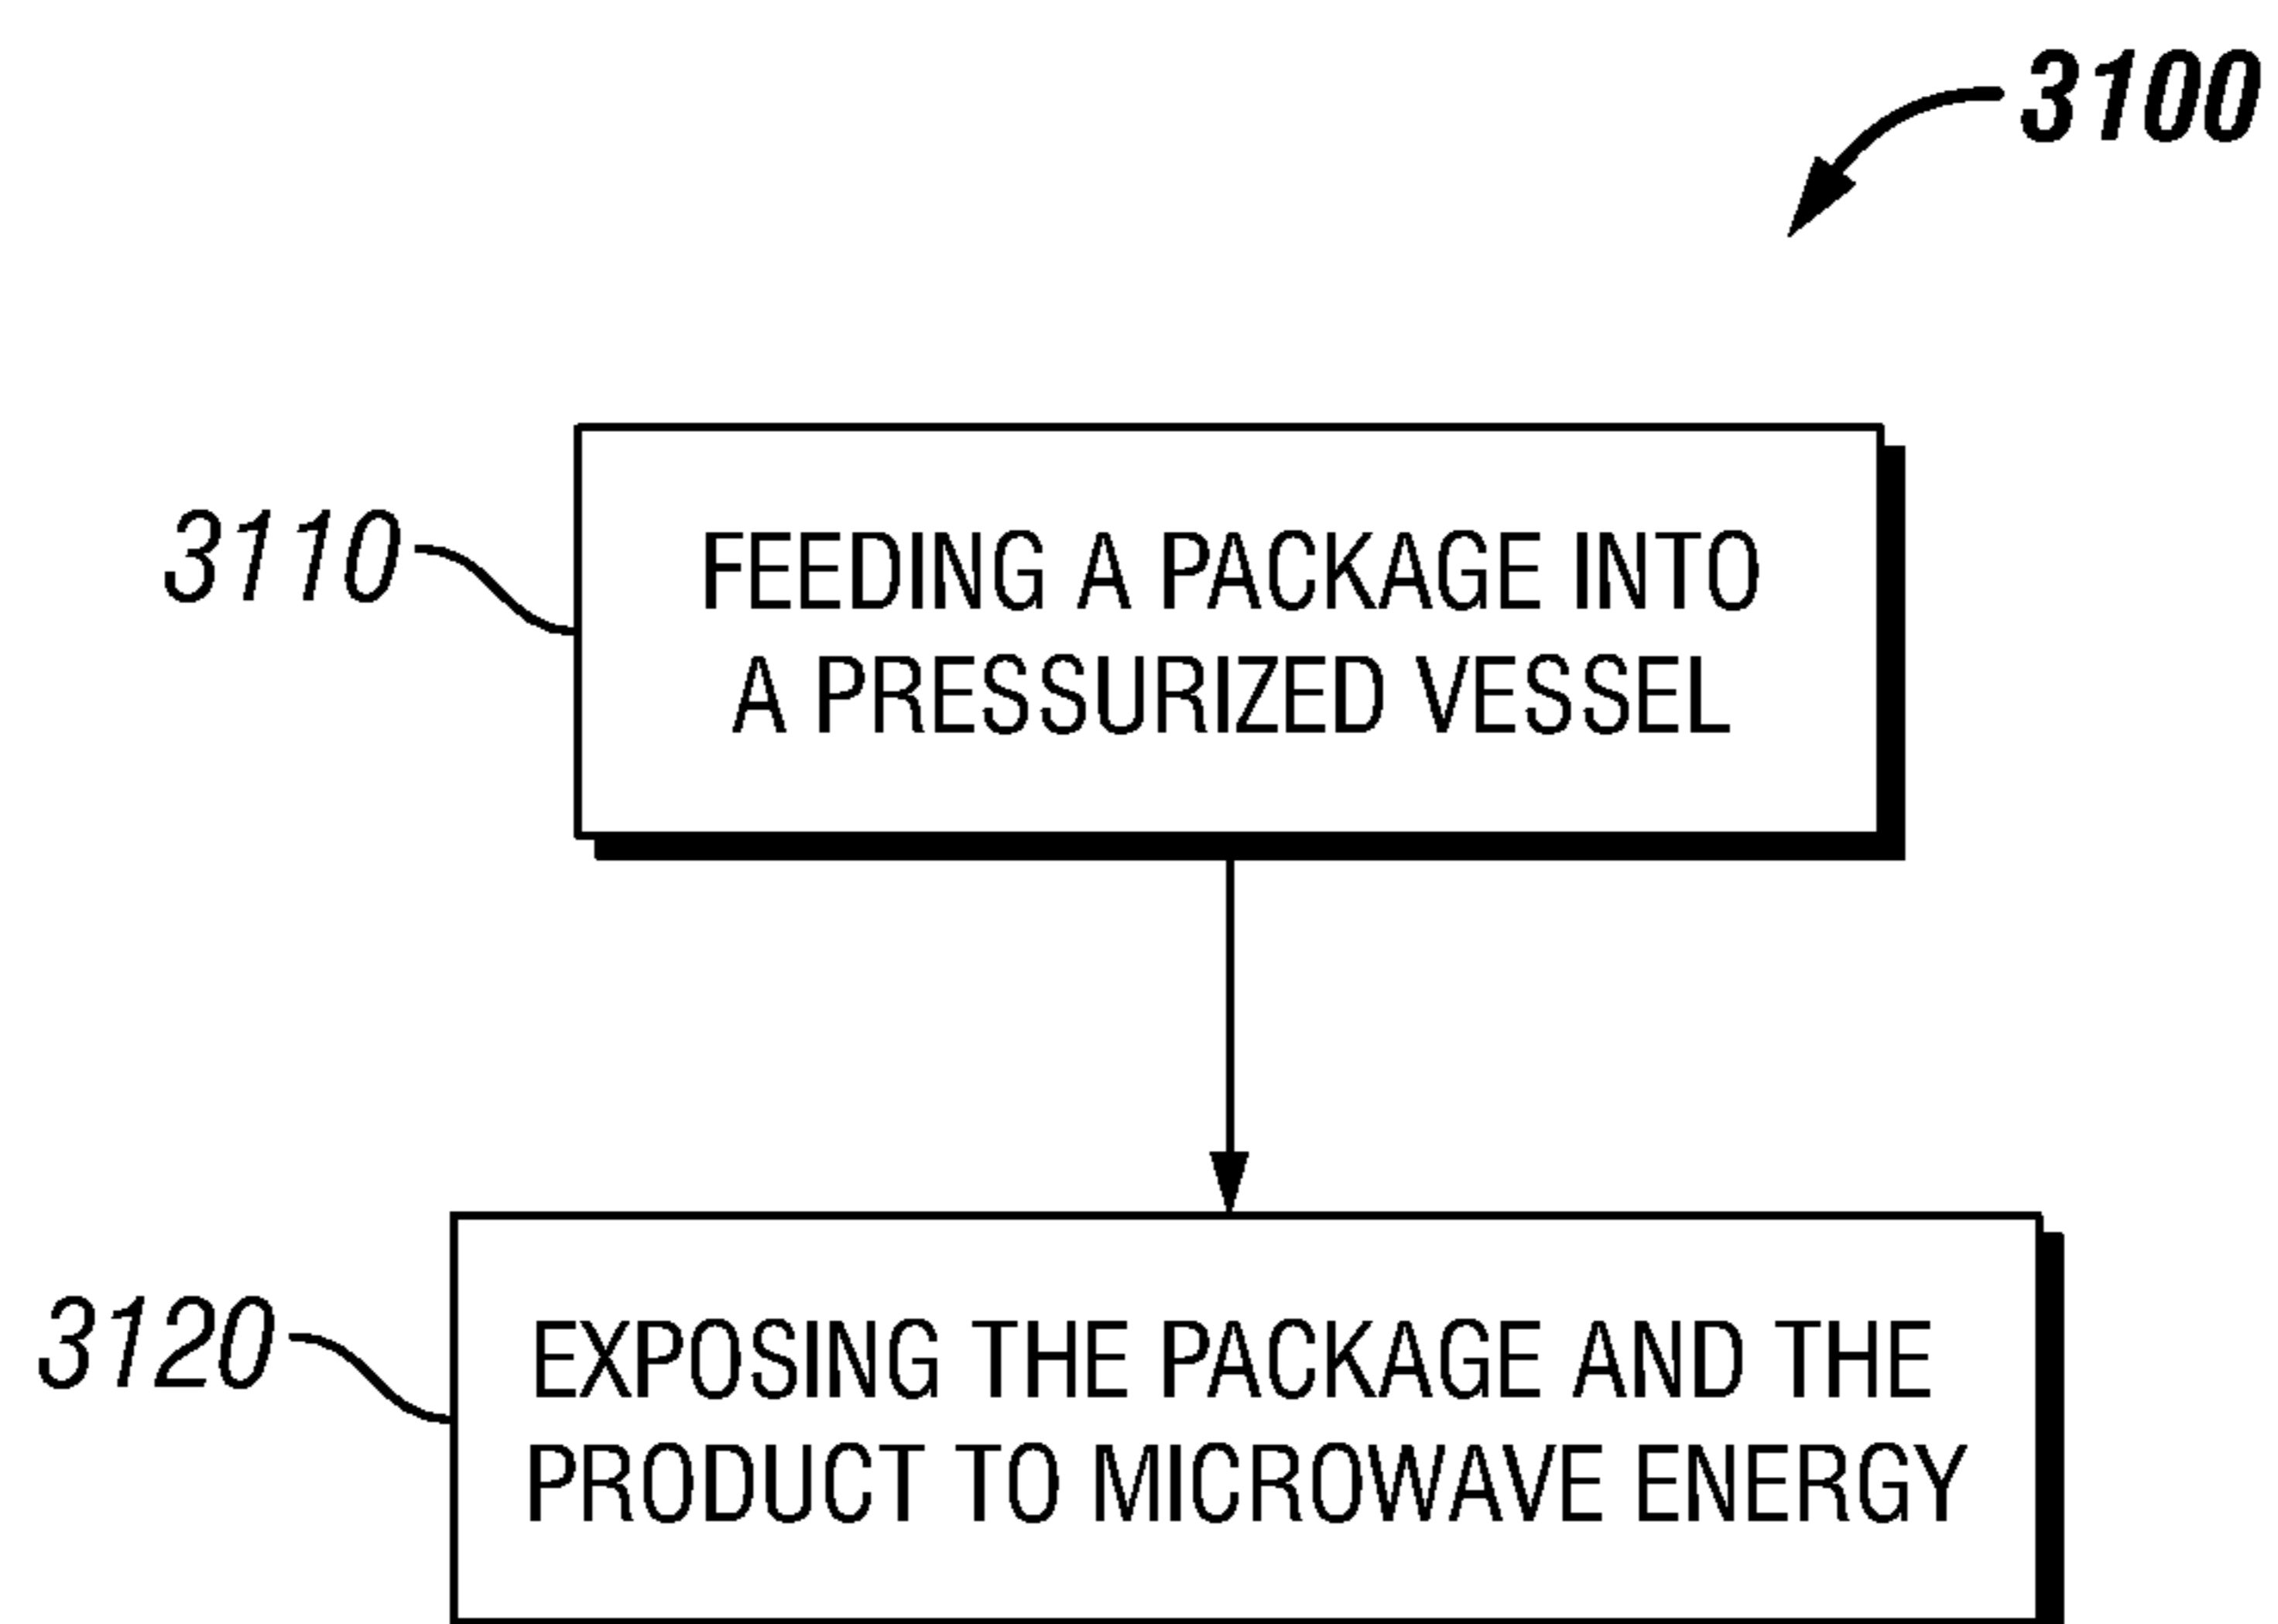 3100
3110
FEEDING A PACKAGE INTO
A PRESSURIZED VESSEL
3120
EXPOSING THE PACKAGE AND THE
PRODUCT TO MICROWAVE ENERGY